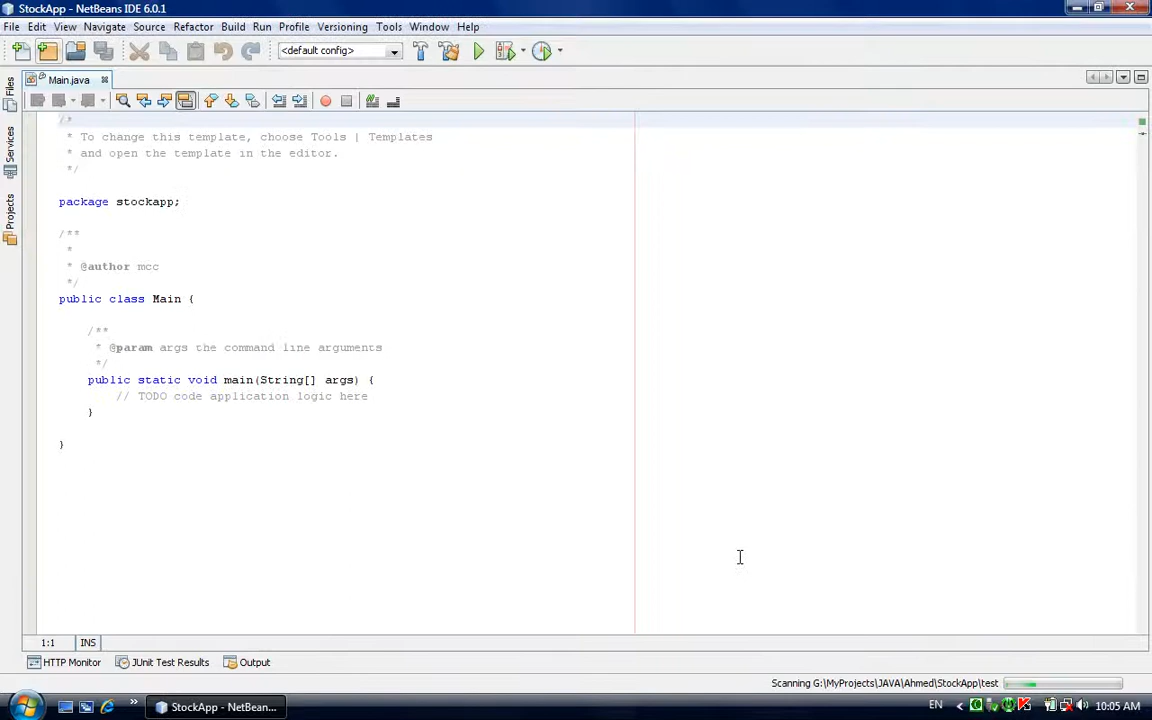 StockApp - NetBeans IDE 6.0.1
File Edit View Navigate Source Refactor Build Run Profile Versioning Tools Window Help
<default config>
Main.java
Files
Services
Projects
/*
* To change this template, choose Tools | Templates
* and open the template in the editor.
*/
package stockapp;
/**
*
* @author mcc
*/
public class Main {
/**
* @param args the command line arguments
*/
public static void main(String[] args) {
// TODO code application logic here
}
}
1:1 INS
HTTP Monitor JUnit Test Results Output
Scanning G:\MyProjects\JAVA\Ahmed\StockApp\test
StockApp - NetBean... EN 10:05 AM